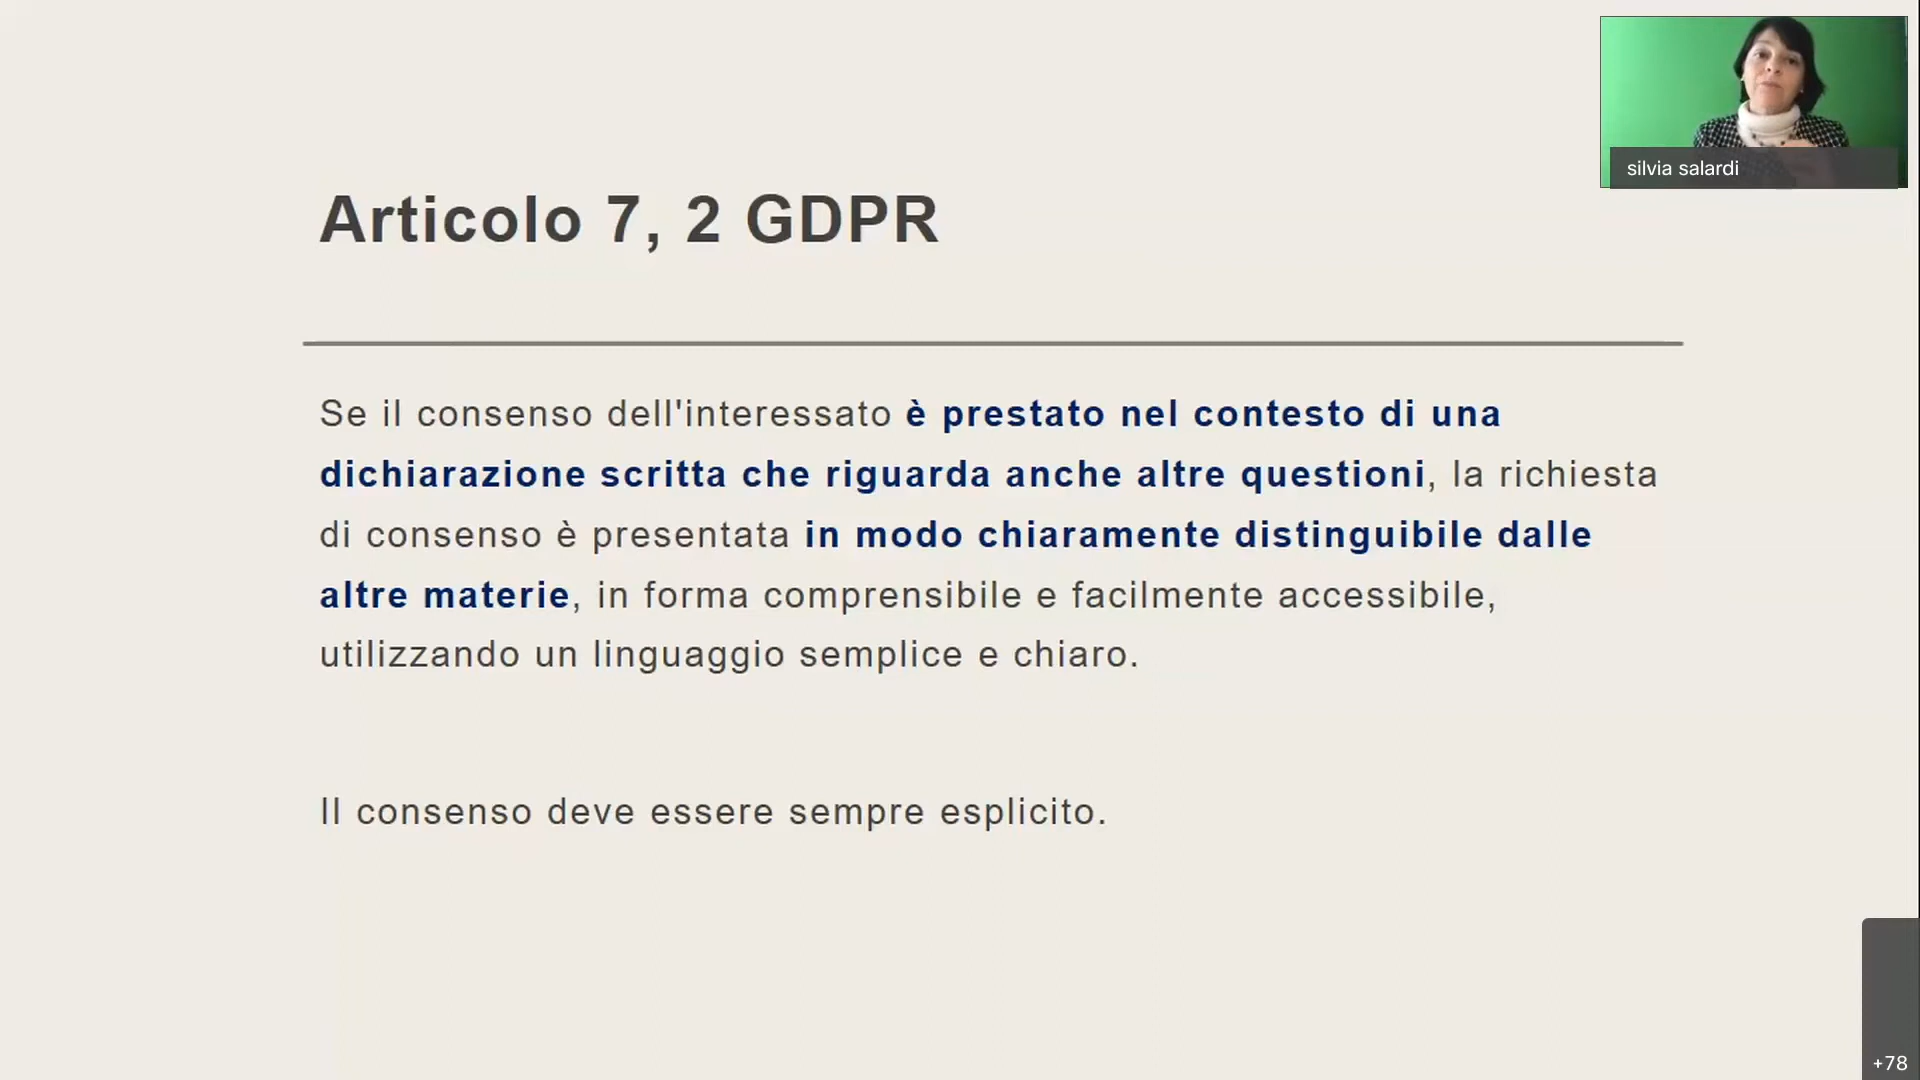 silvia salardi
Articolo 7, 2 GDPR
Se il consenso dell'interessato è prestato nel contesto di una
dichiarazione scritta che riguarda anche altre questioni, la richiesta
di consenso è presentata in modo chiaramente distinguibile dalle
altre materie, in forma comprensibile e facilmente accessibile,
utilizzando un linguaggio semplice e chiaro.
Il consenso deve essere sempre esplicito.
+78